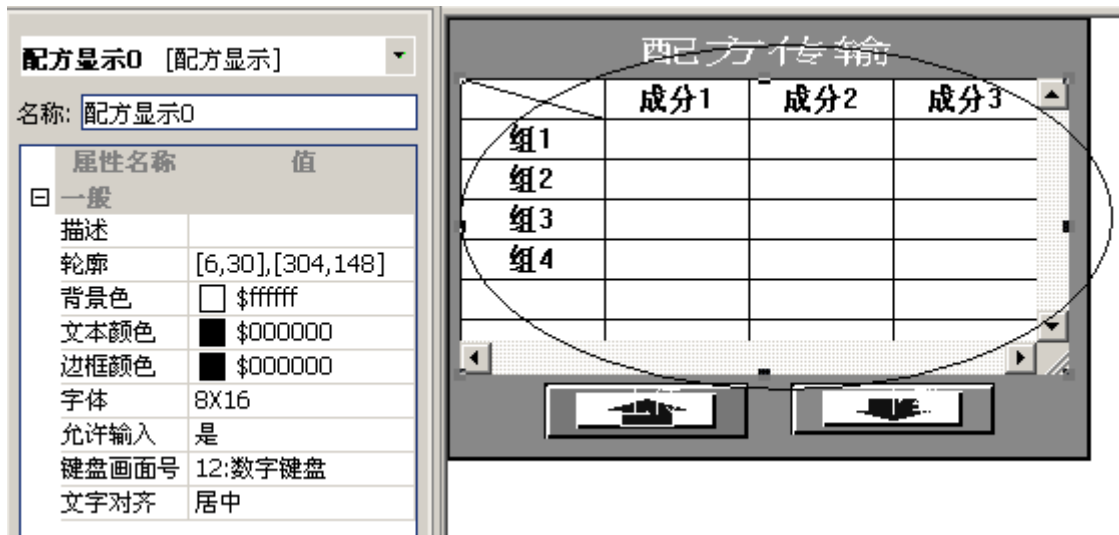 配方显示0 [配方显示]
名称: 配方显示0
属性名称 值
一般
描述
轮廓 [6,30],[304,148]
背景色 $ffffff
文本颜色 $000000
边框颜色 $000000
字体 8X16
允许输入 是
键盘画面号 12:数字键盘
文字对齐 居中
配方传输
成分1 成分2 成分3
组1
组2
组3
组4